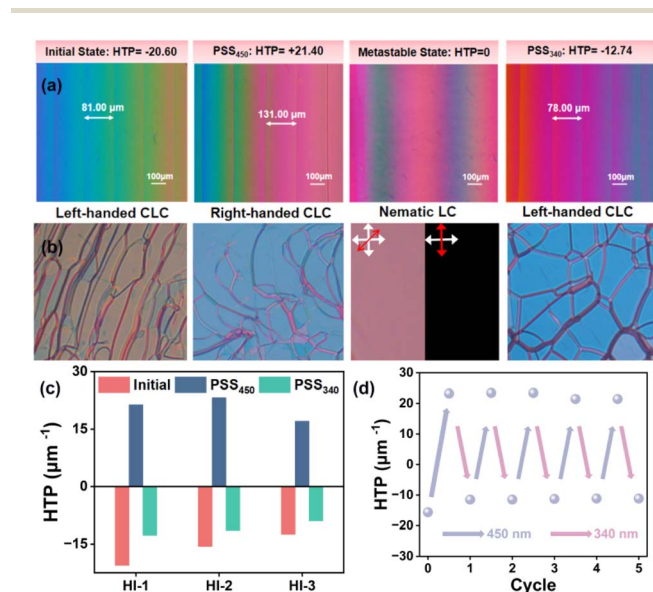 Initial State: HTP= -20.60
PSS450: HTP= +21.40
Metastable State: HTP=0
PSS340: HTP= -12.74
(a)
81.00 μm
131.00 μm
78.00 μm
100μm
100μm
100μm
100μm
Left-handed CLC
Right-handed CLC
Nematic LC
Left-handed CLC
(b)
(c)
Initial PSS450 PSS340
HTP (μm⁻¹)
30
15
0
−15
HI-1 HI-2 HI-3
(d)
HTP (μm⁻¹)
30
20
10
0
−10
−20
−30
450 nm 340 nm
0 1 2 3 4 5
Cycle